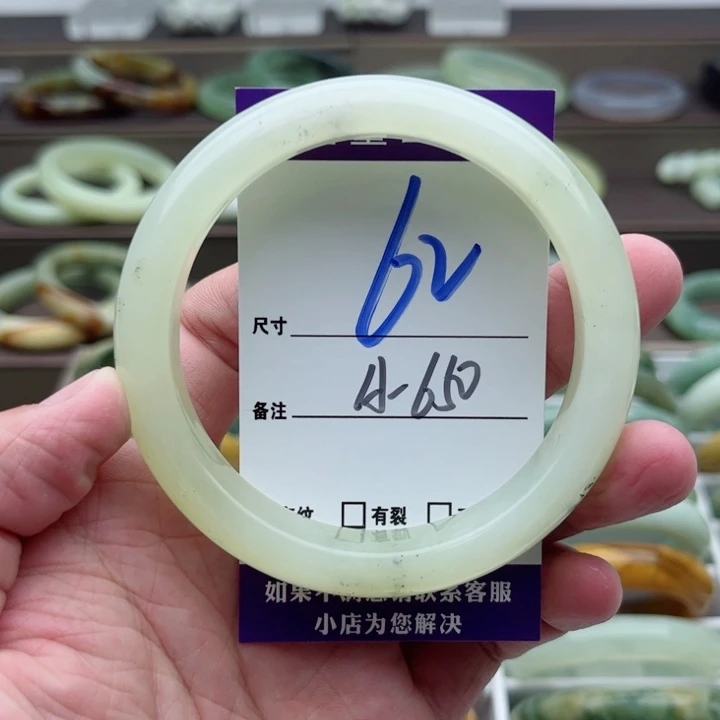 62
尺寸
A-650
备注
纹 □有裂 □
如果不满意请联系客服
小店为您解决